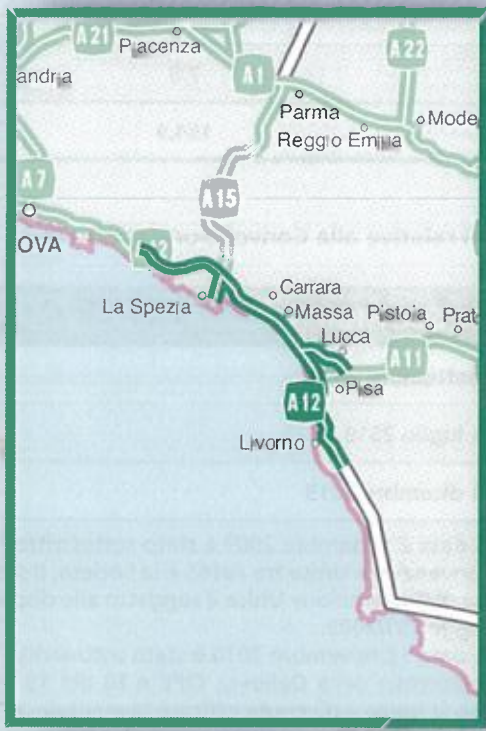 A21
Piacenza
A22
andria
A1
Parma
Mode
Reggio Emilia
A7
A15
OVA
Carrara
La Spezia
Massa
Pistoia
Prat
Lucca
A11
Pisa
A12
Livorno